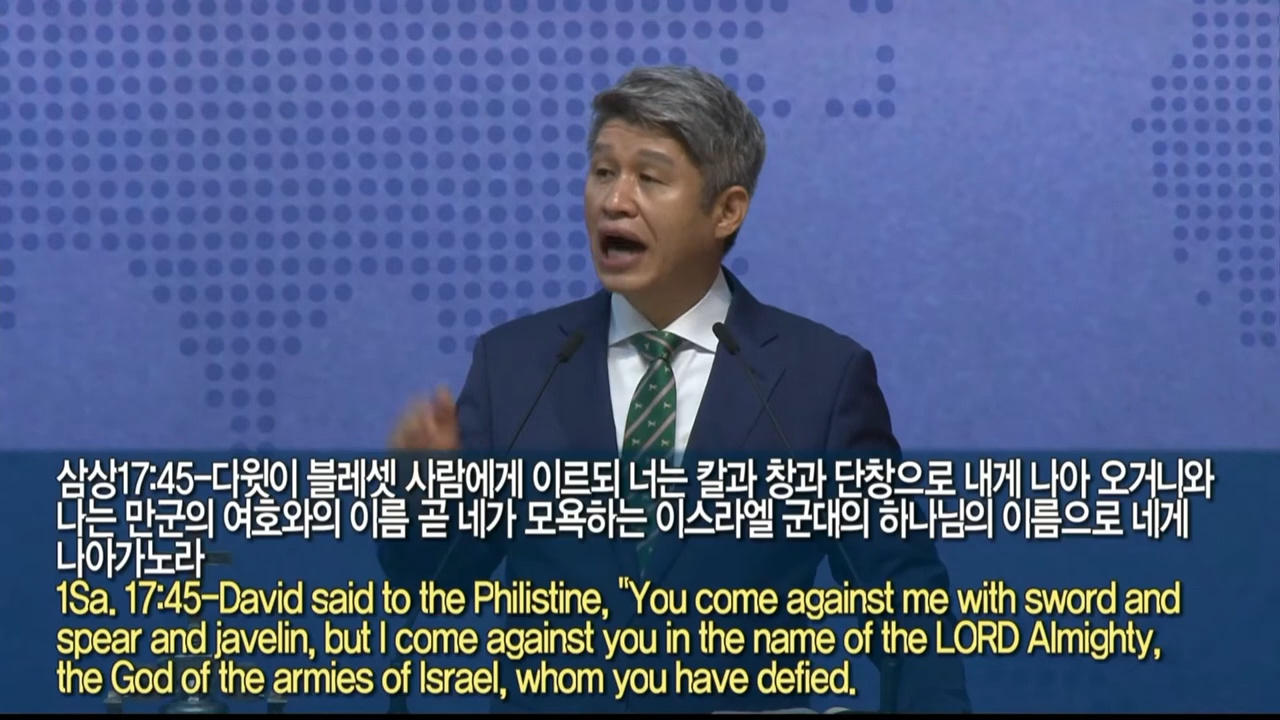 삼상17:45-다윗이 블레셋 사람에게 이르되 너는 칼과 창과 단창으로 내게 나아 오거니와
나는 만군의 여호와의 이름 곧 네가 모욕하는 이스라엘 군대의 하나님의 이름으로 네게
나아가노라
1Sa. 17:45-David said to the Philistine, "You come against me with sword and
spear and javelin, but I come against you in the name of the LORD Almighty,
the God of the armies of Israel, whom you have defied.